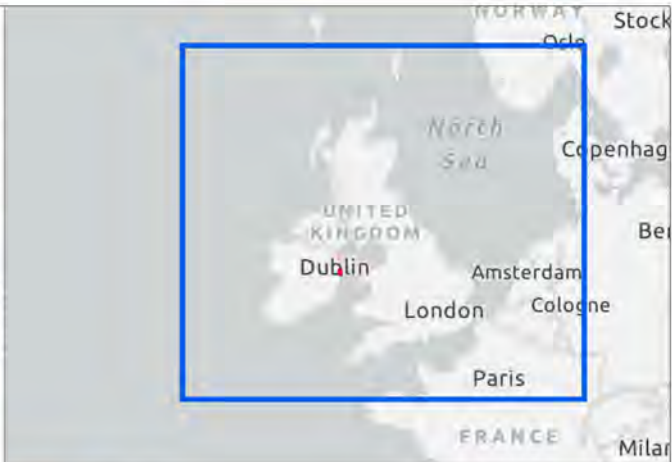 NORWAY
Stock
Oslo
North
Sea
Copenhag
UNITED
KINGDOM
Ber
Dublin
Amsterdam
London
Cologne
Paris
FRANCE
Milan